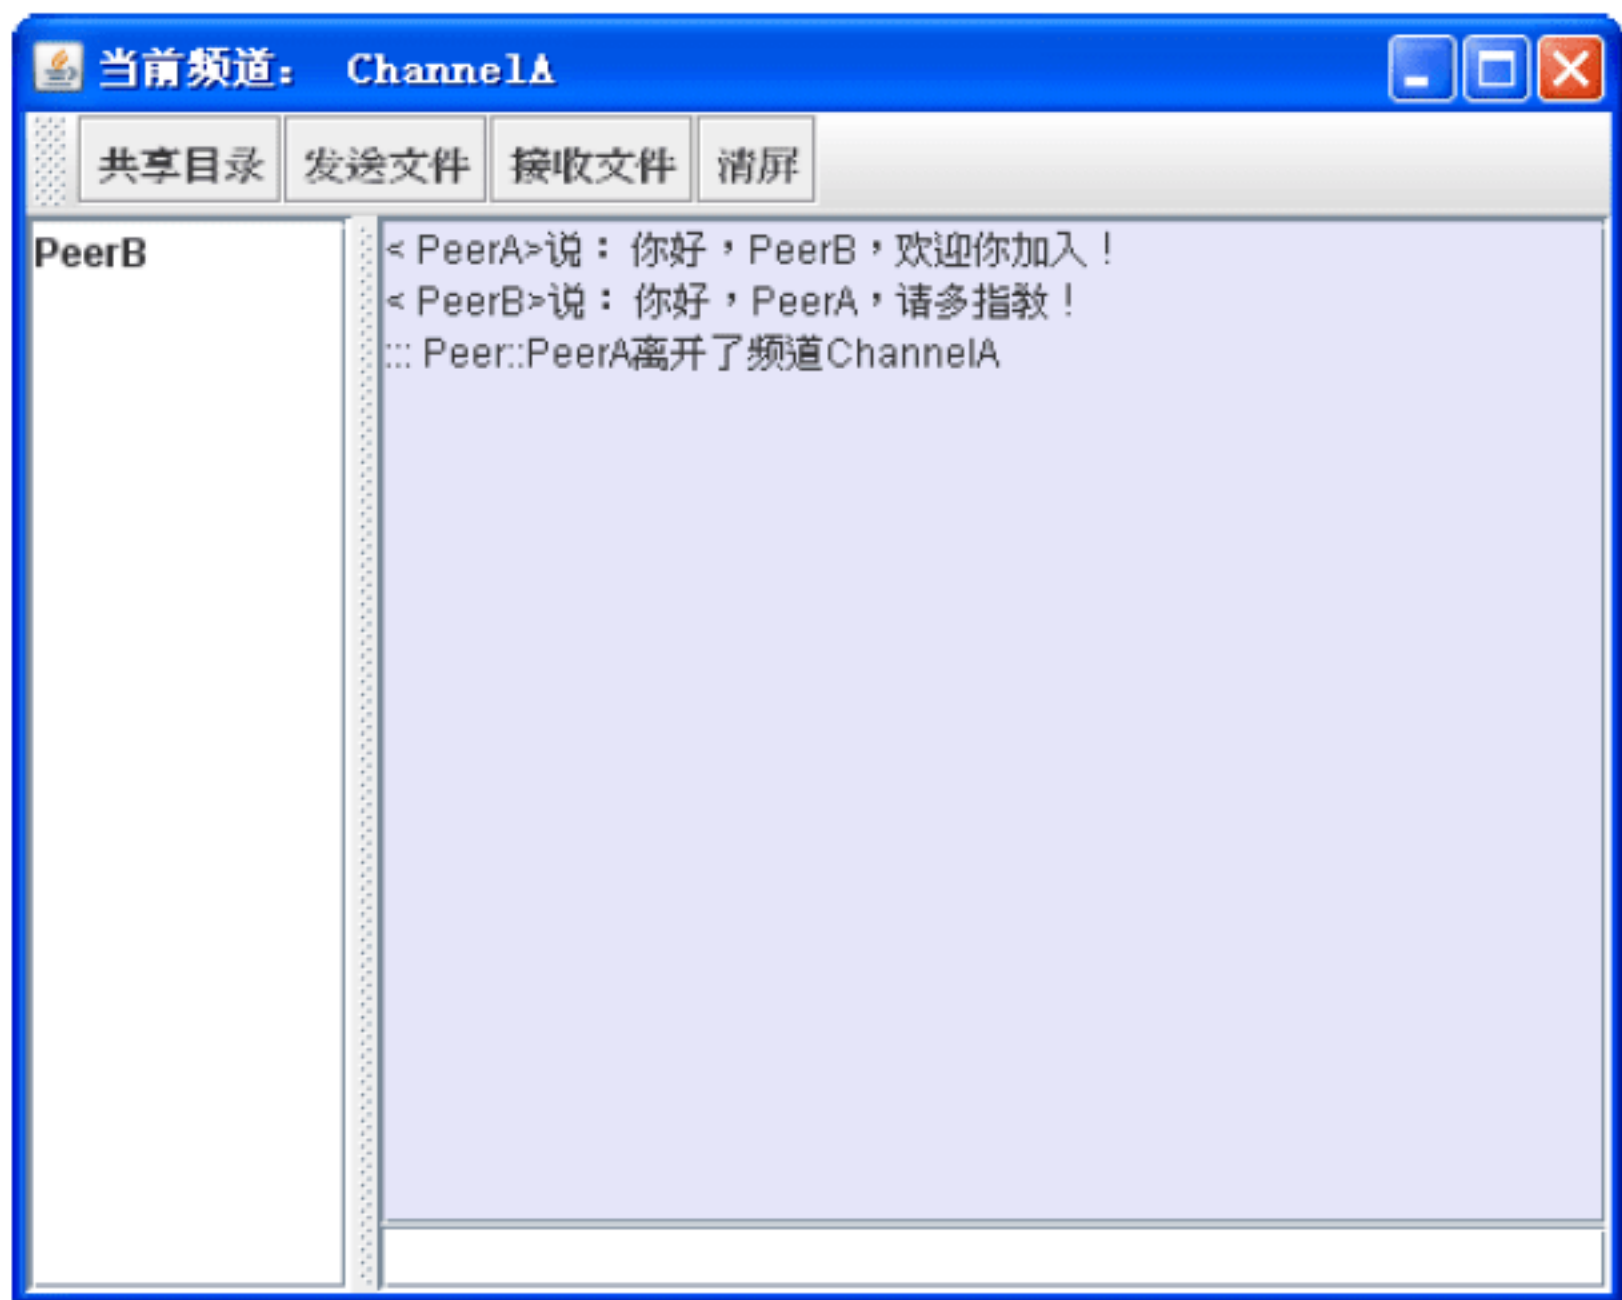 当前频道： ChannelA
共享目录 发送文件 接收文件 清屏
PeerB
< PeerA>说： 你好，PeerB，欢迎你加入！
< PeerB>说： 你好，PeerA，请多指教！
::: Peer::PeerA离开了频道ChannelA